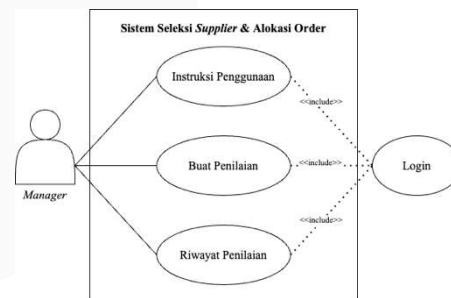 Sistem Seleksi Supplier & Alokasi Order
Instruksi Penggunaan
<<include>>
Buat Penilaian
<<include>>
Login
Manager
Riwayat Penilaian
<<include>>